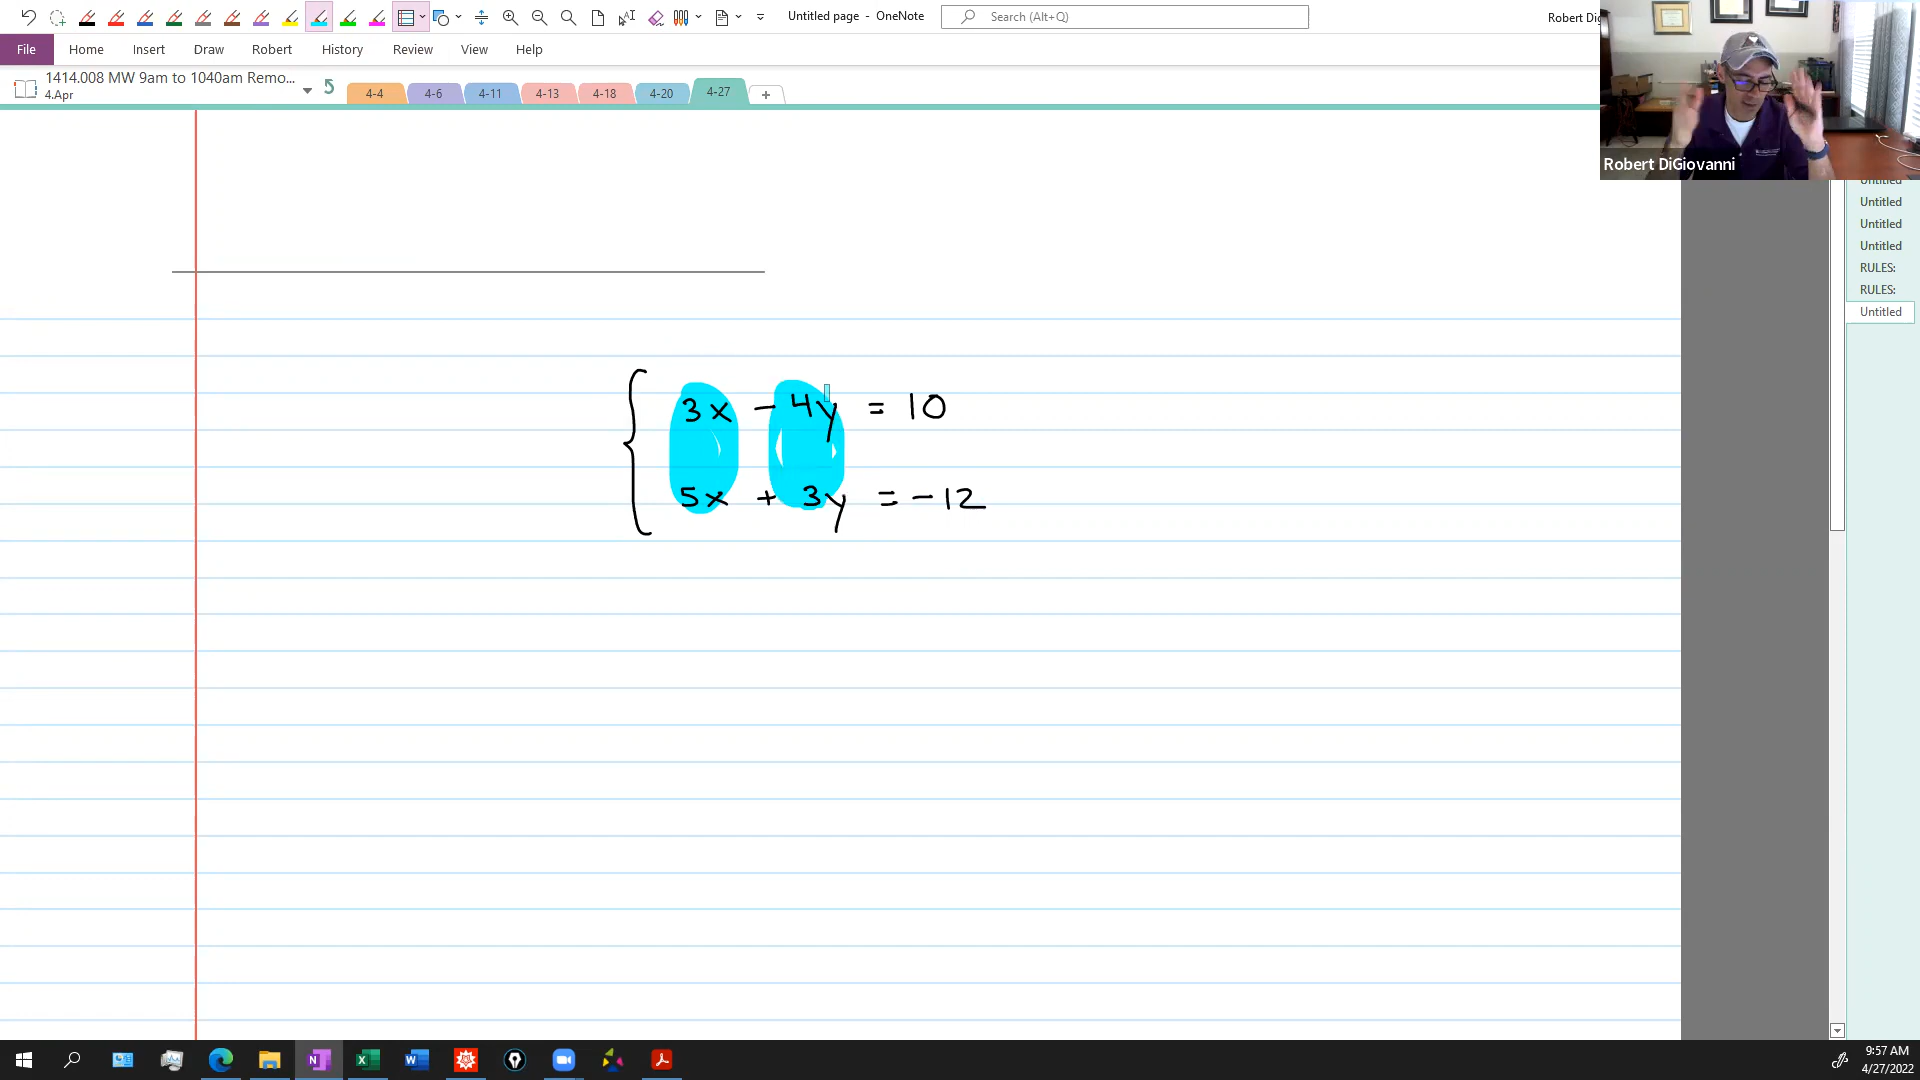 Untitled page - OneNote
Search (Alt+Q)
Robert Dig
File Home Insert Draw Robert History Review View Help
1414.008 MW 9am to 1040am Remo...
4.Apr
4-4 4-6 4-11 4-13 4-18 4-20 4-27
Robert DiGiovanni
Untitled
Untitled
Untitled
Untitled
RULES:
RULES:
Untitled
3x - 4y = 10
5x + 3y = -12
9:57 AM
4/27/2022